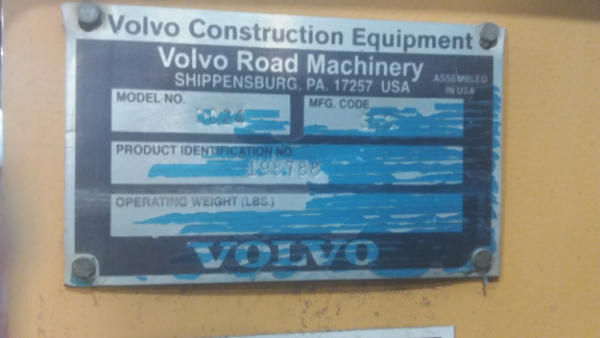 Volvo Construction Equipment
Volvo Road Machinery
SHIPPENSBURG, PA. 17257 USA
ASSEMBLED
IN USA
MODEL NO.
MFG. CODE
PRODUCT IDENTIFICATION NO
198788
OPERATING WEIGHT (LBS.)
VOLVO